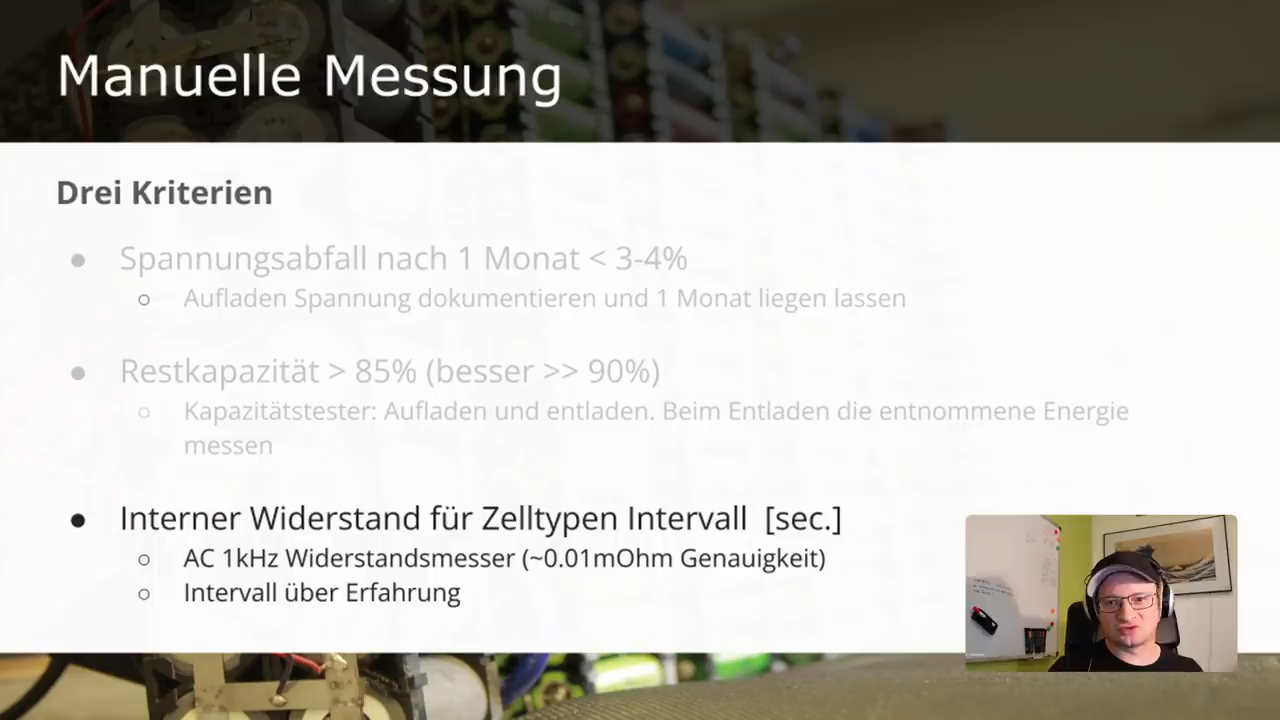 Manuelle Messung
Drei Kriterien
● Spannungsabfall nach 1 Monat < 3-4%
○ Aufladen Spannung dokumentieren und 1 Monat liegen lassen
● Restkapazität > 85% (besser >> 90%)
○ Kapazitätstester: Aufladen und entladen. Beim Entladen die entnommene Energie
messen
● Interner Widerstand für Zelltypen Intervall [sec.]
○ AC 1kHz Widerstandsmesser (~0.01mOhm Genauigkeit)
○ Intervall über Erfahrung